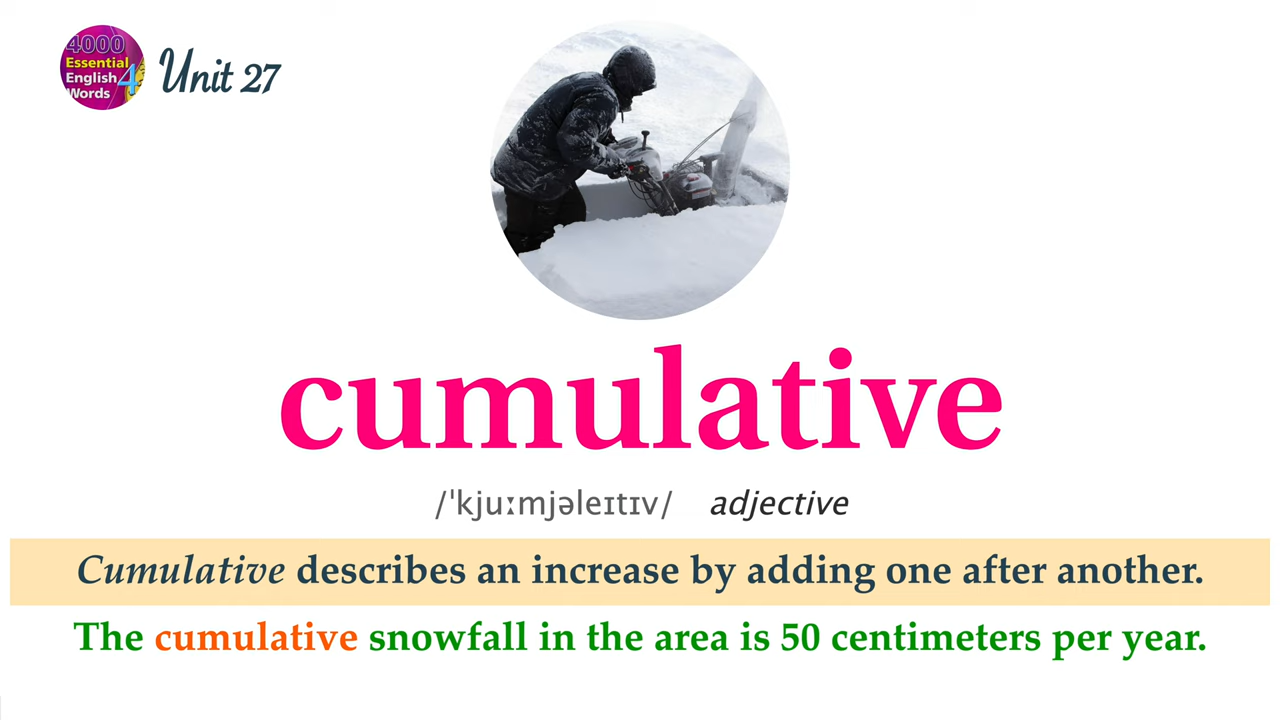 4000
Essential
English 4
Words
Unit 27
cumulative
/ˈkjuːmjəleɪtɪv/ adjective
Cumulative describes an increase by adding one after another.
The cumulative snowfall in the area is 50 centimeters per year.